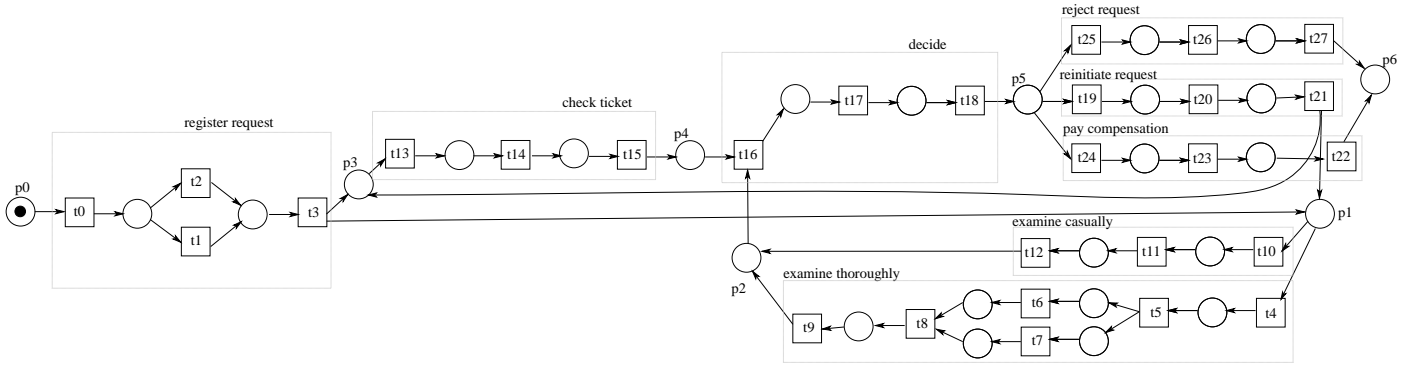 reject request
t25 t26 t27
decide
p5
p6
reinitiate request
t19 t20 t21
t17 t18
check ticket
pay compensation
register request
p4
t13 t14 t15
t16
t24 t23 t22
p3
t2
p0
t0
t3
p1
t1
examine casually
t12 t11 t10
p2
examine thoroughly
t6
t5
t4
t9
t8
t7